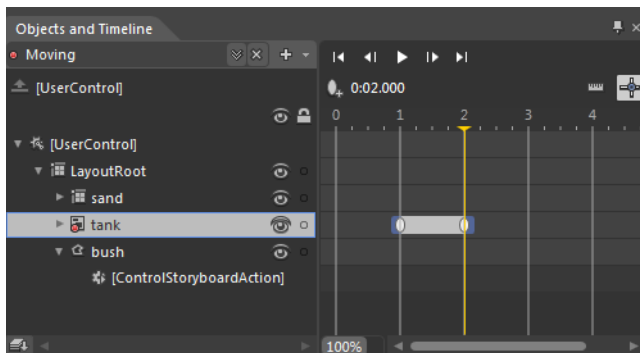 Objects and Timeline
Moving
[UserControl]
0:02.000
0 1 2 3 4
[UserControl]
LayoutRoot
sand
tank
bush
[ControlStoryboardAction]
100%